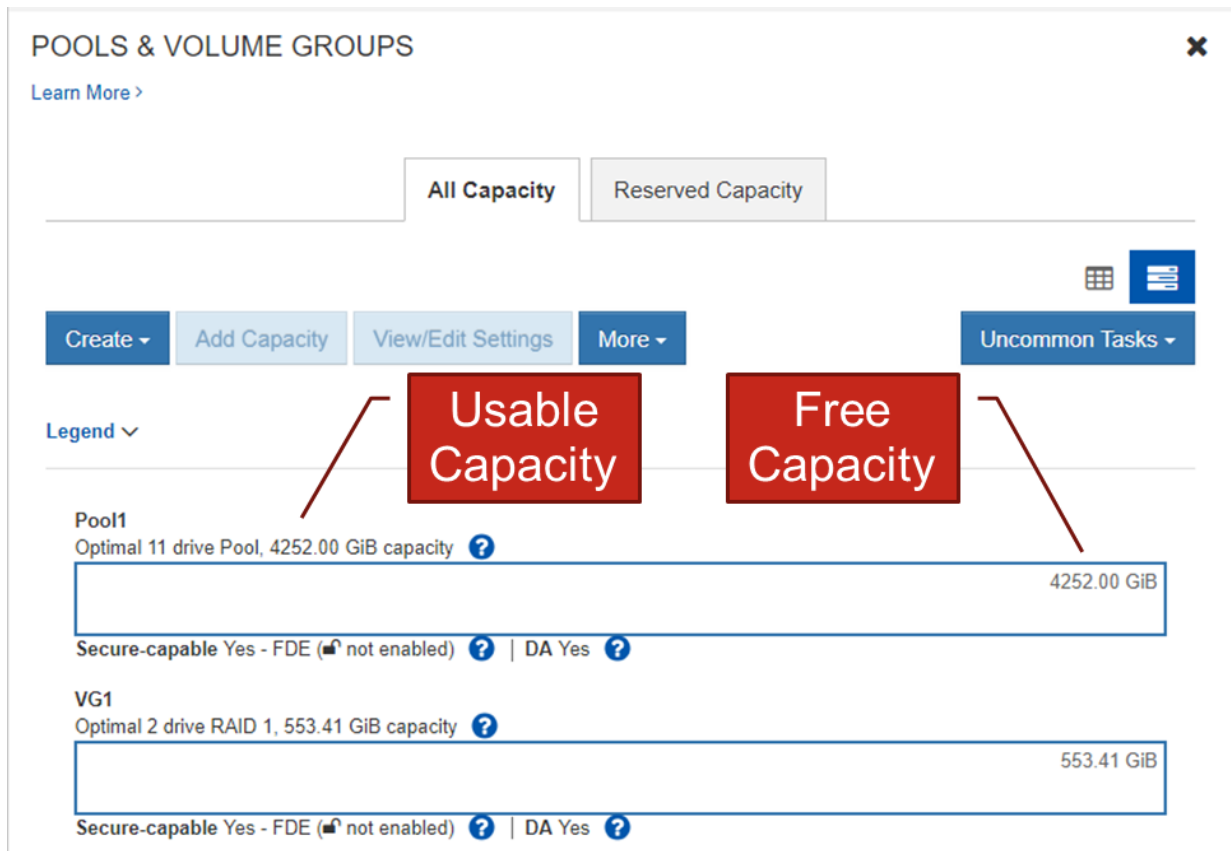 POOLS & VOLUME GROUPS
Learn More >
All Capacity
Reserved Capacity
Create
Add Capacity
View/Edit Settings
More
Uncommon Tasks
Usable
Capacity
Free
Capacity
Legend
Pool1
Optimal 11 drive Pool, 4252.00 GiB capacity ?
4252.00 GiB
Secure-capable Yes - FDE (not enabled) ? | DA Yes ?
VG1
Optimal 2 drive RAID 1, 553.41 GiB capacity ?
553.41 GiB
Secure-capable Yes - FDE (not enabled) ? | DA Yes ?